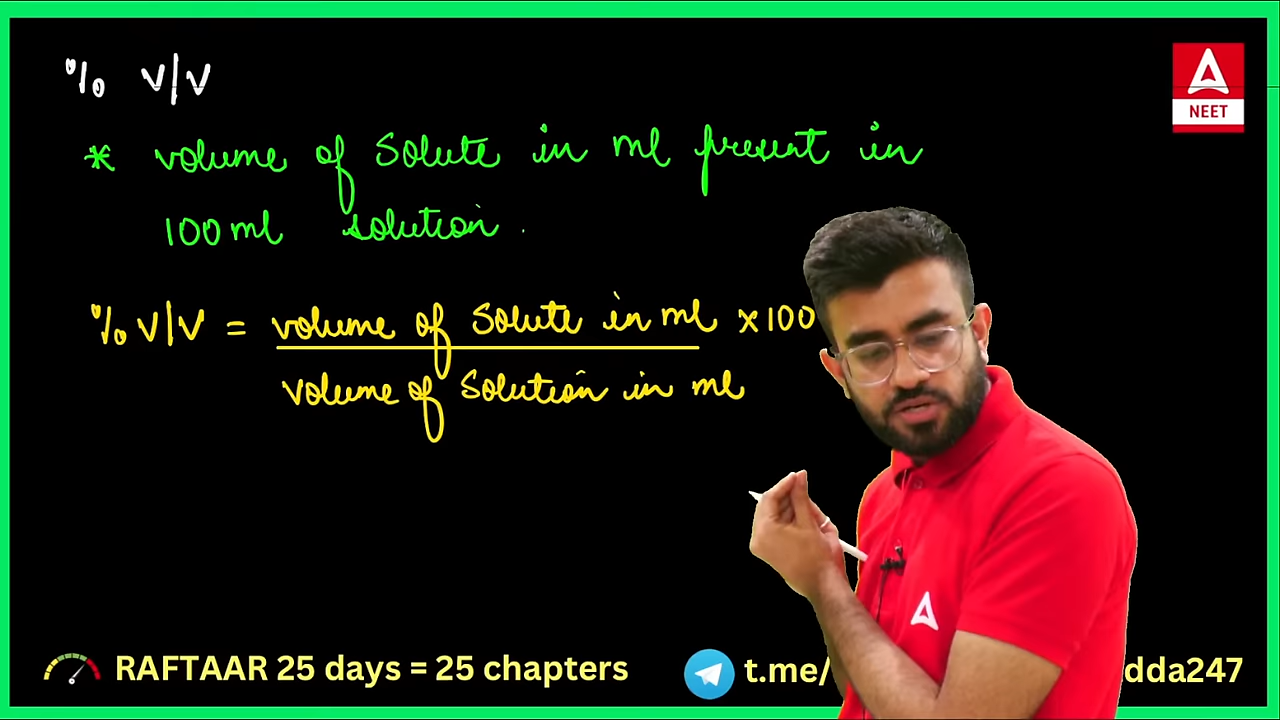 % v/v
NEET
* volume of Solute in ml present in
100 ml solution.
% v/v = volume of Solute in ml × 100
volume of Solution in ml
RAFTAAR 25 days = 25 chapters
t.me/ dda247